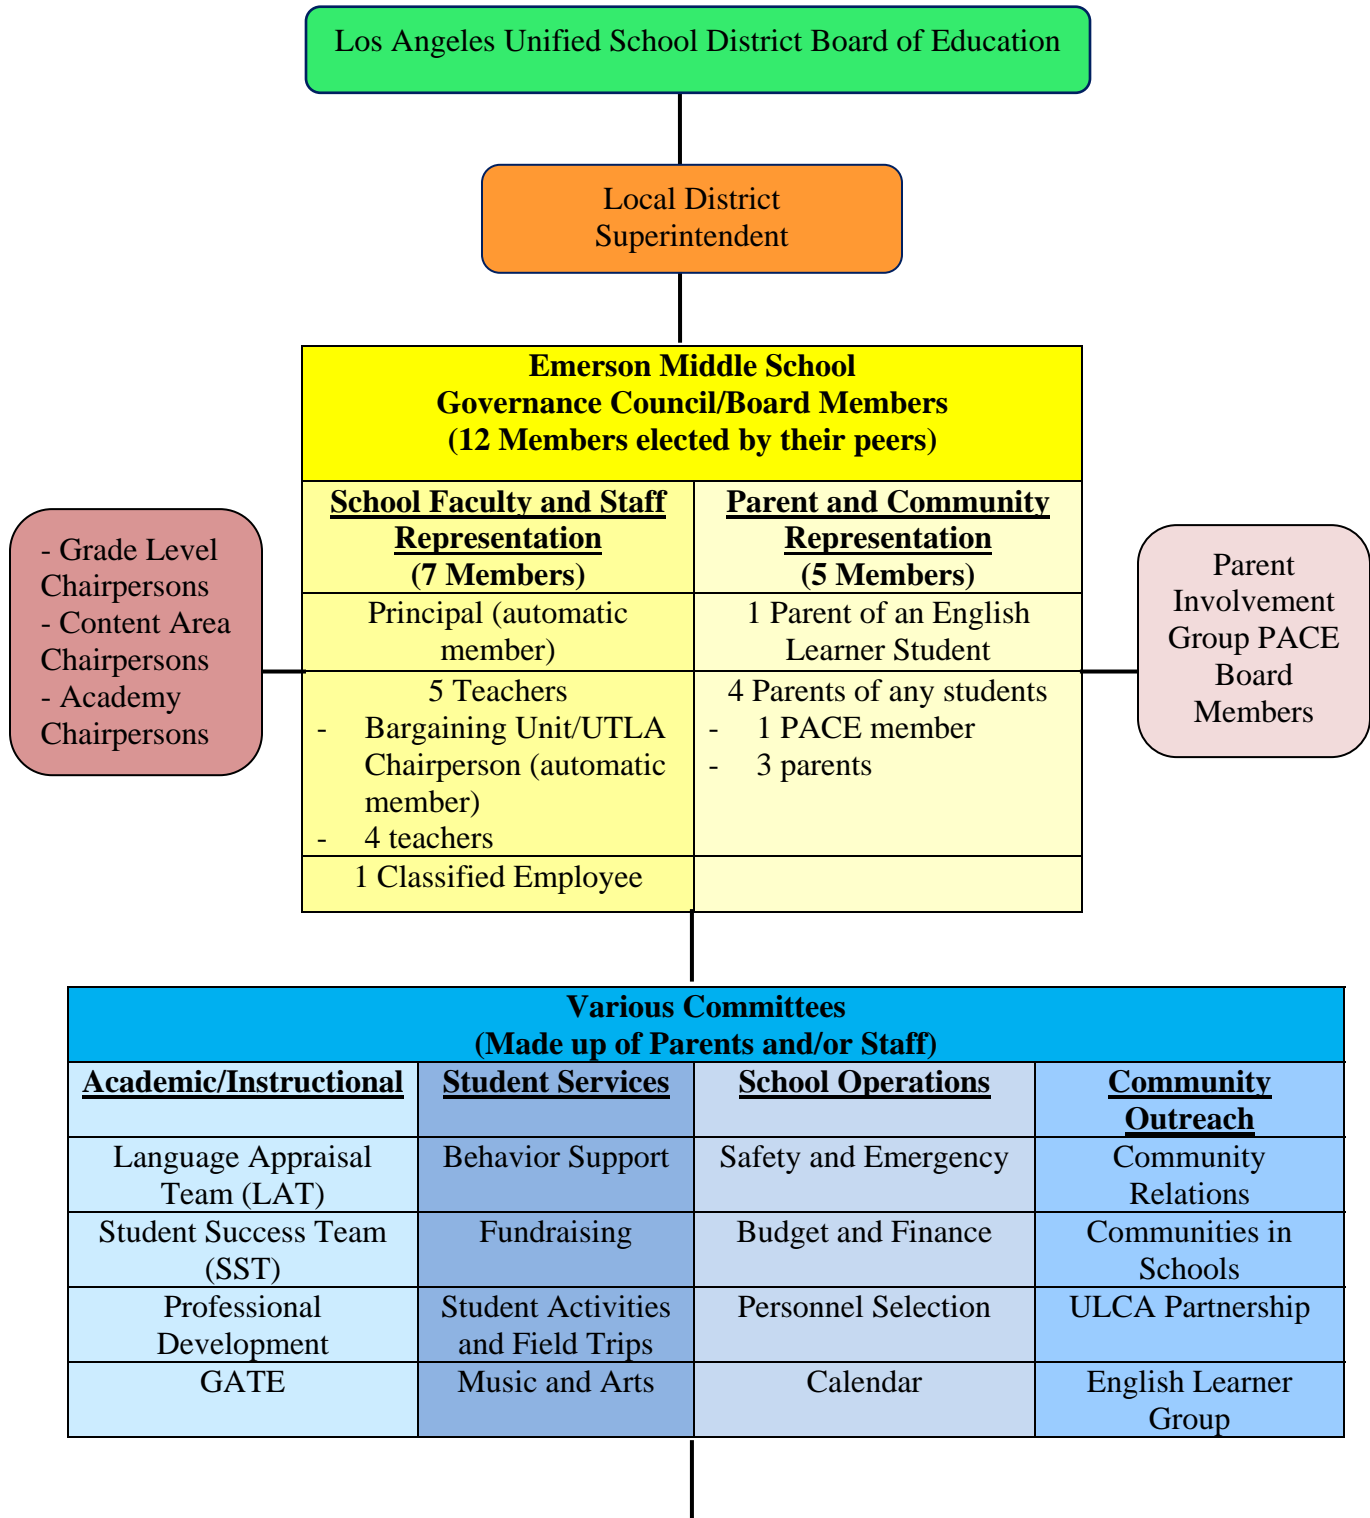 Los Angeles Unified School District Board of Education
Local District
Superintendent
Emerson Middle School
Governance Council/Board Members
(12 Members elected by their peers)
School Faculty and Staff
Representation
(7 Members)
Parent and Community
Representation
(5 Members)
Principal (automatic
member)
1 Parent of an English
Learner Student
5 Teachers
- Bargaining Unit/UTLA
Chairperson (automatic
member)
- 4 teachers
4 Parents of any students
- 1 PACE member
- 3 parents
1 Classified Employee
- Grade Level
Chairpersons
- Content Area
Chairpersons
- Academy
Chairpersons
Parent
Involvement
Group PACE
Board
Members
Various Committees
(Made up of Parents and/or Staff)
Academic/Instructional
Student Services
School Operations
Community
Outreach
Language Appraisal
Team (LAT)
Behavior Support
Safety and Emergency
Community
Relations
Student Success Team
(SST)
Fundraising
Budget and Finance
Communities in
Schools
Professional
Development
Student Activities
and Field Trips
Personnel Selection
ULCA Partnership
GATE
Music and Arts
Calendar
English Learner
Group